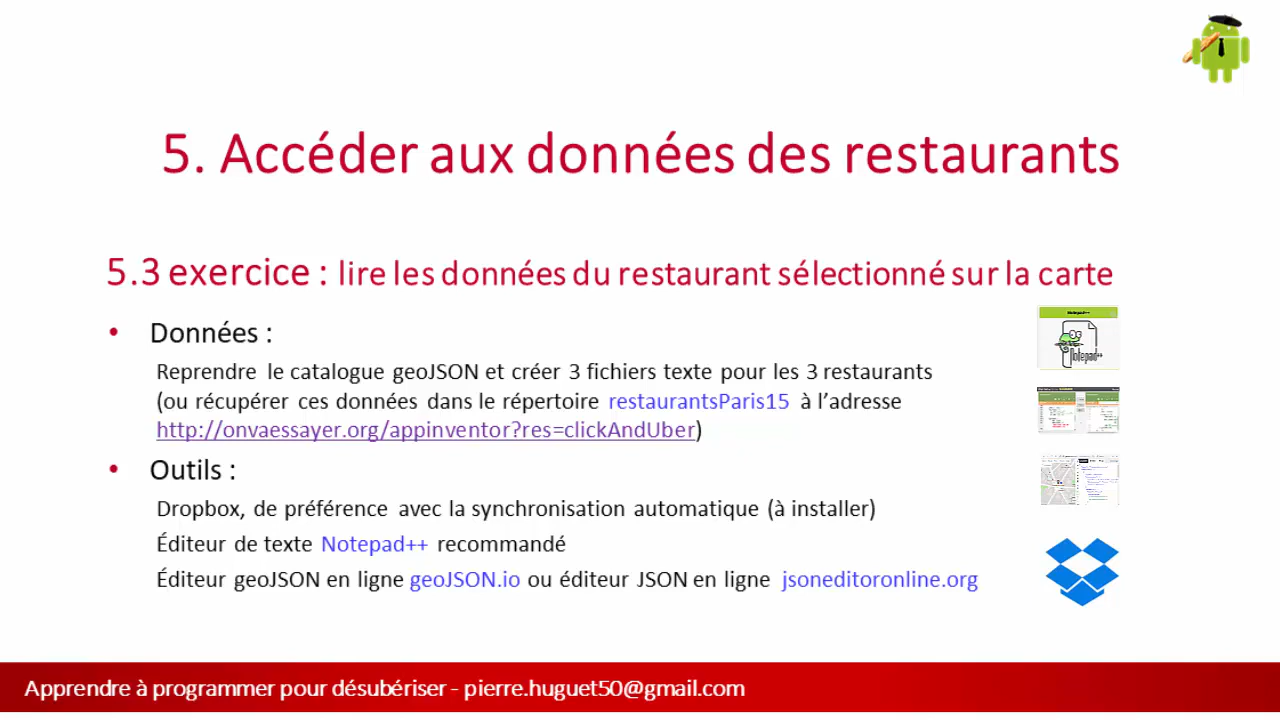 5. Accéder aux données des restaurants
5.3 exercice : lire les données du restaurant sélectionné sur la carte
• Données :
Reprendre le catalogue geoJSON et créer 3 fichiers texte pour les 3 restaurants
(ou récupérer ces données dans le répertoire restaurantsParis15 à l’adresse
http://onvaessayer.org/appinventor?res=clickAndUber)
Notepad++
Notepad++
• Outils :
Dropbox, de préférence avec la synchronisation automatique (à installer)
Éditeur de texte Notepad++ recommandé
Éditeur geoJSON en ligne geoJSON.io ou éditeur JSON en ligne jsoneditoronline.org
Apprendre à programmer pour désubériser - pierre.huguet50@gmail.com